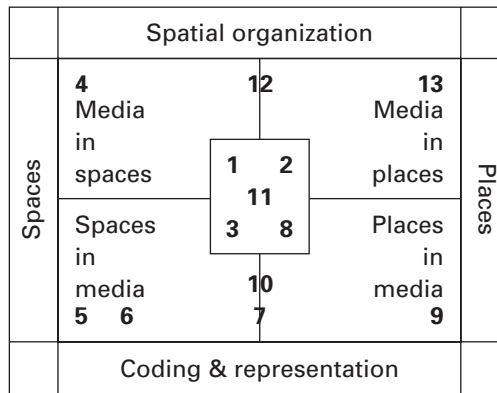 Spatial organization
4 12 13
Media Media
in in
spaces places
1 2
11
3 8
Spaces Places
in in
media media
10
5 6 7 9
Spaces
Places
Coding & representation